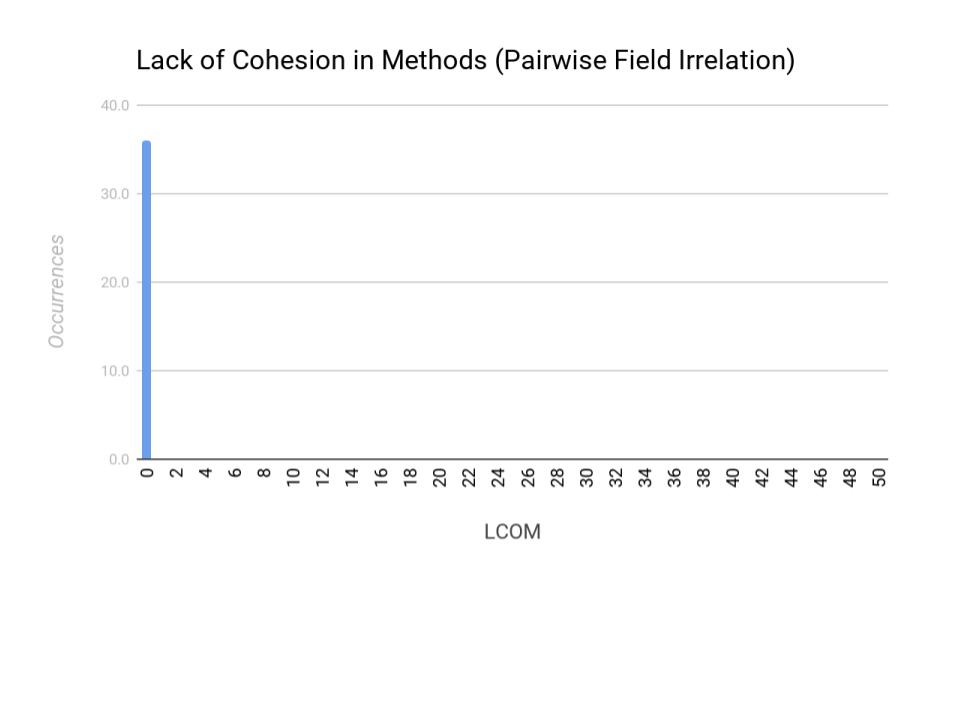 Lack of Cohesion in Methods (Pairwise Field Irrelation)
40.0
30.0
20.0
10.0
0.0
Occurrences
0 2 4 6 8 10 12 14 16 18 20 22 24 26 28 30 32 34 36 38 40 42 44 46 48 50
LCOM